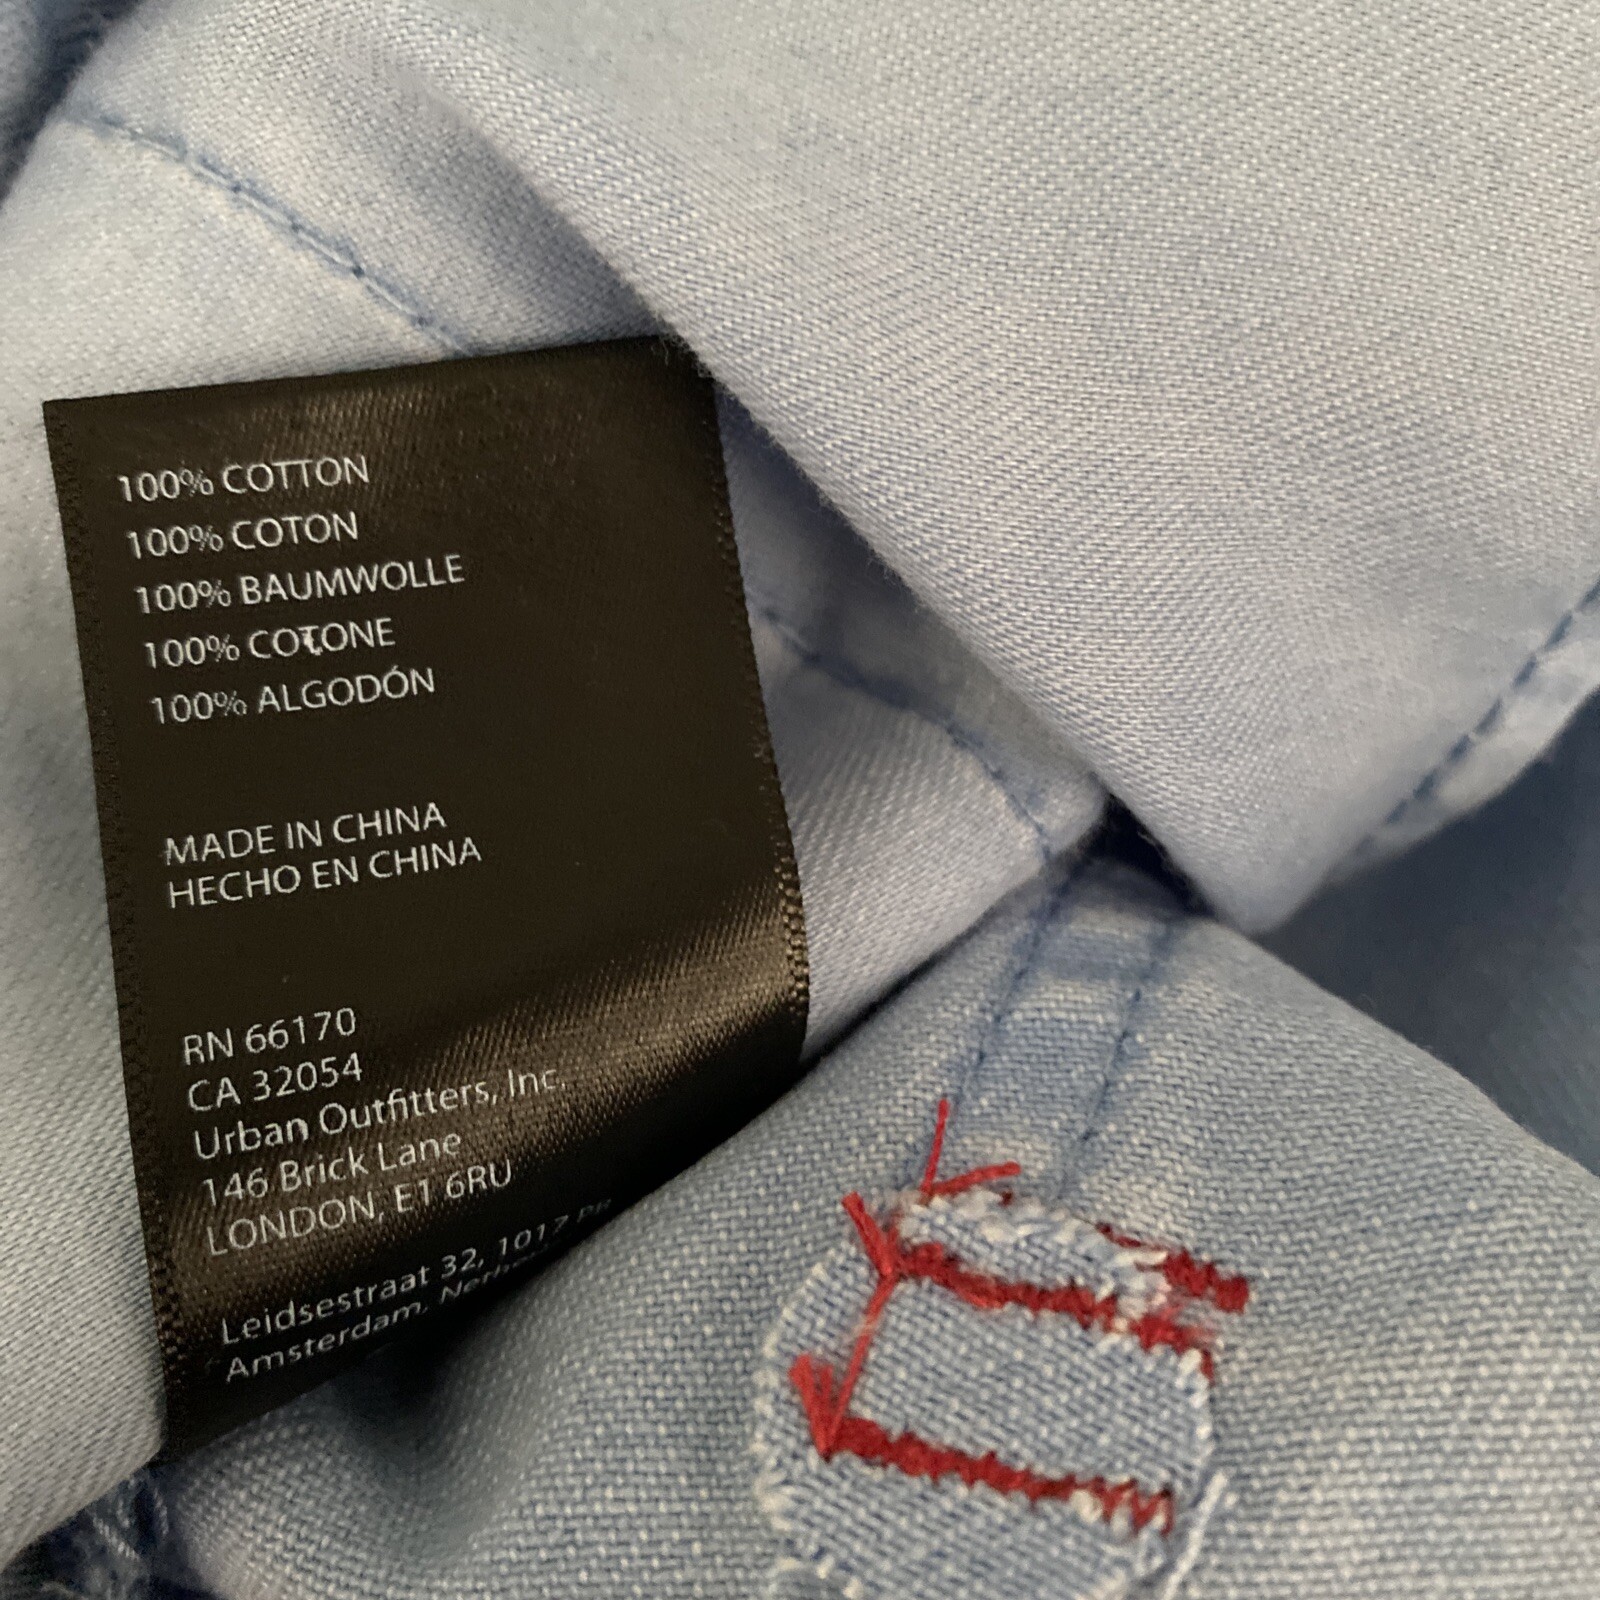 100% COTTON
100% COTON
100% BAUMWOLLE
100% COTONE
100% ALGODÓN
MADE IN CHINA
HECHO EN CHINA
RN 66170
CA 32054
Urban Outfitters, Inc.
146 Brick Lane
LONDON, E1 6RU
Leidsestraat 32, 1017
Amsterdam,